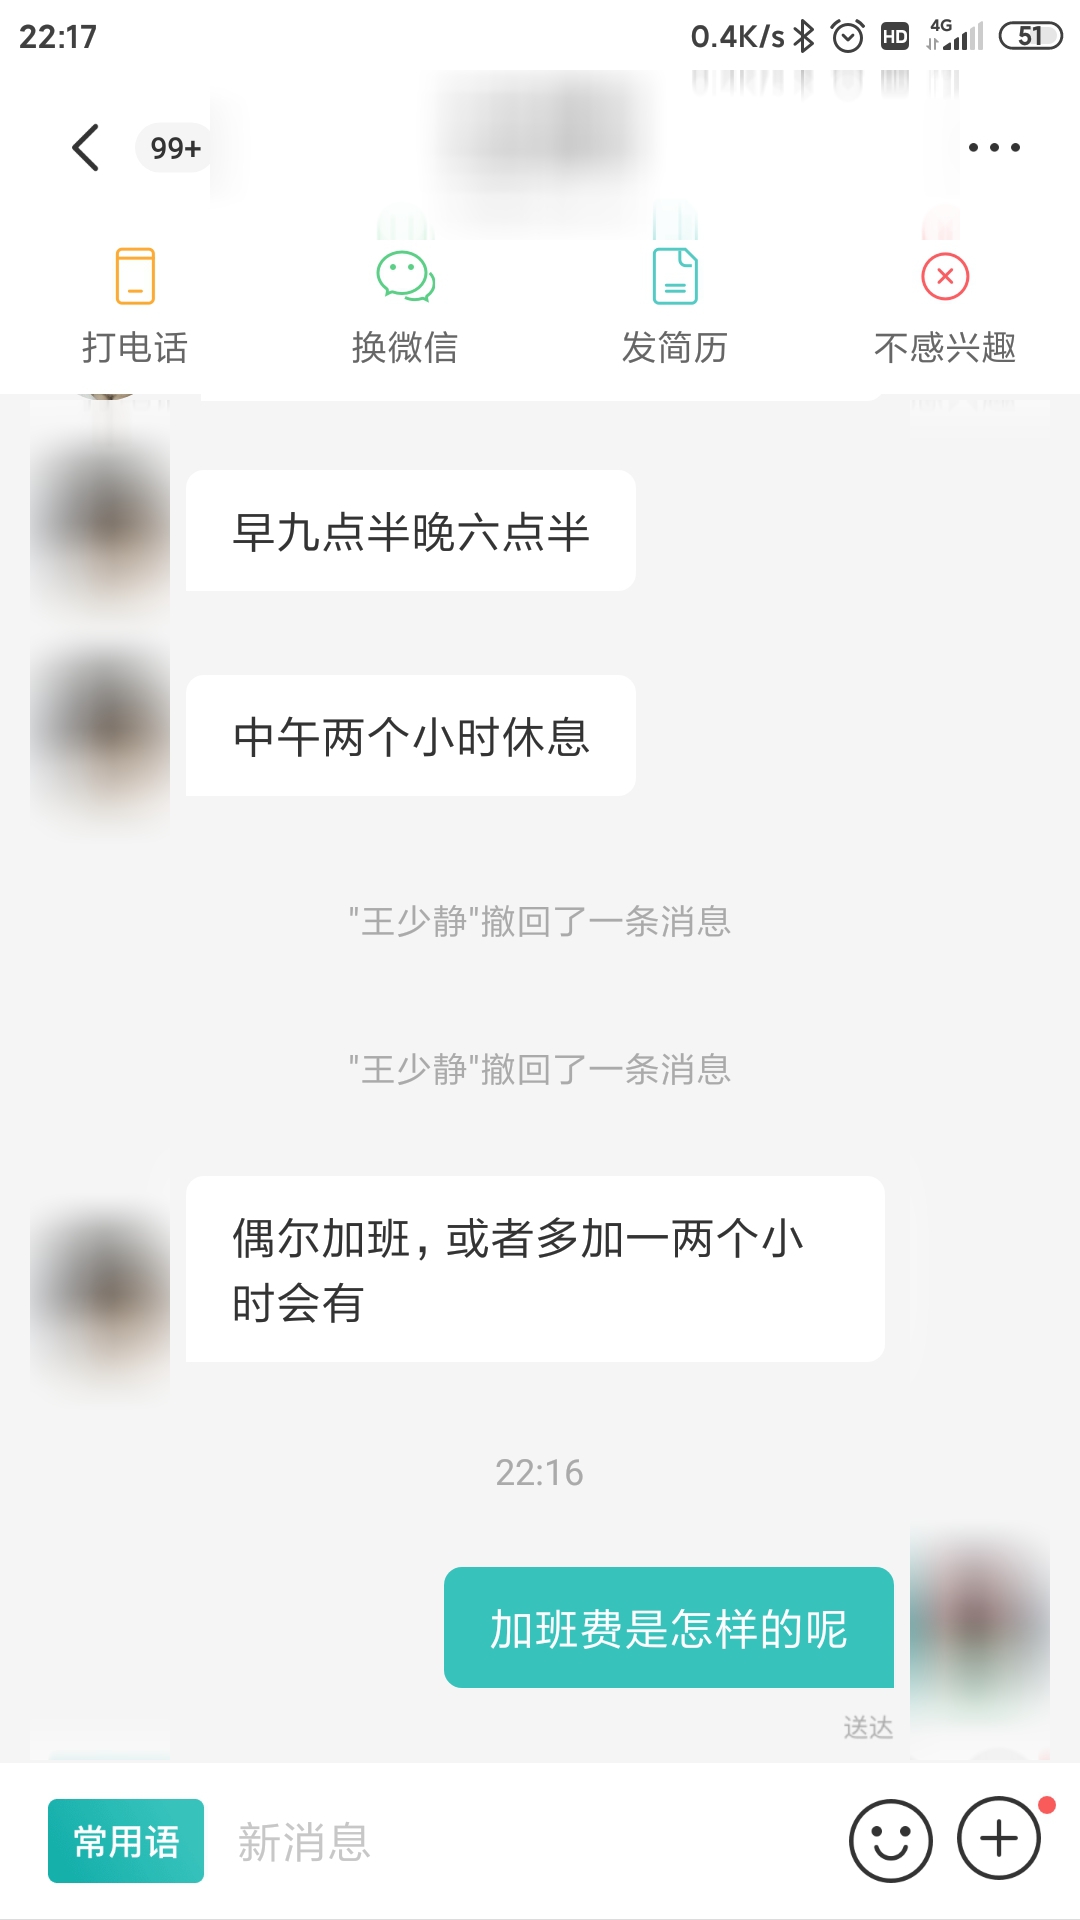 22:17
0.4K/s HD 4G 51
99+
打电话 换微信 发简历 不感兴趣
早九点半晚六点半
中午两个小时休息
"王少静"撤回了一条消息
"王少静"撤回了一条消息
偶尔加班，或者多加一两个小
时会有
22:16
加班费是怎样的呢
送达
常用语 新消息